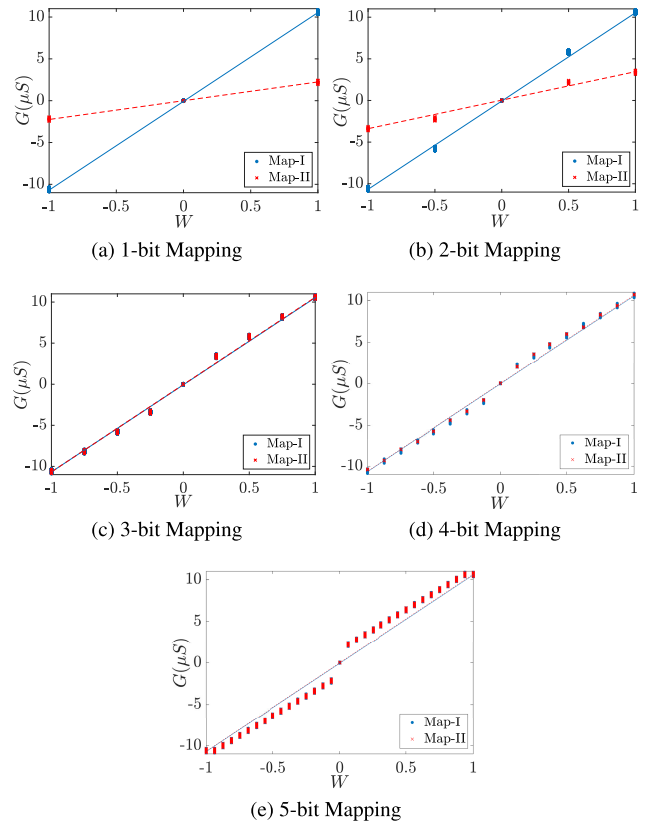 10
5
0
-5
-10
G(μS)
-1
-0.5
0
0.5
1
W
Map-I
Map-II
(a) 1-bit Mapping
10
5
0
-5
-10
G(μS)
-1
-0.5
0
0.5
1
W
Map-I
Map-II
(b) 2-bit Mapping
10
5
0
-5
-10
G(μS)
-1
-0.5
0
0.5
1
W
Map-I
Map-II
(c) 3-bit Mapping
10
5
0
-5
-10
G(μS)
-1
-0.5
0
0.5
1
W
Map-I
Map-II
(d) 4-bit Mapping
10
5
0
-5
-10
G(μS)
-1
-0.5
0
0.5
1
W
Map-I
Map-II
(e) 5-bit Mapping